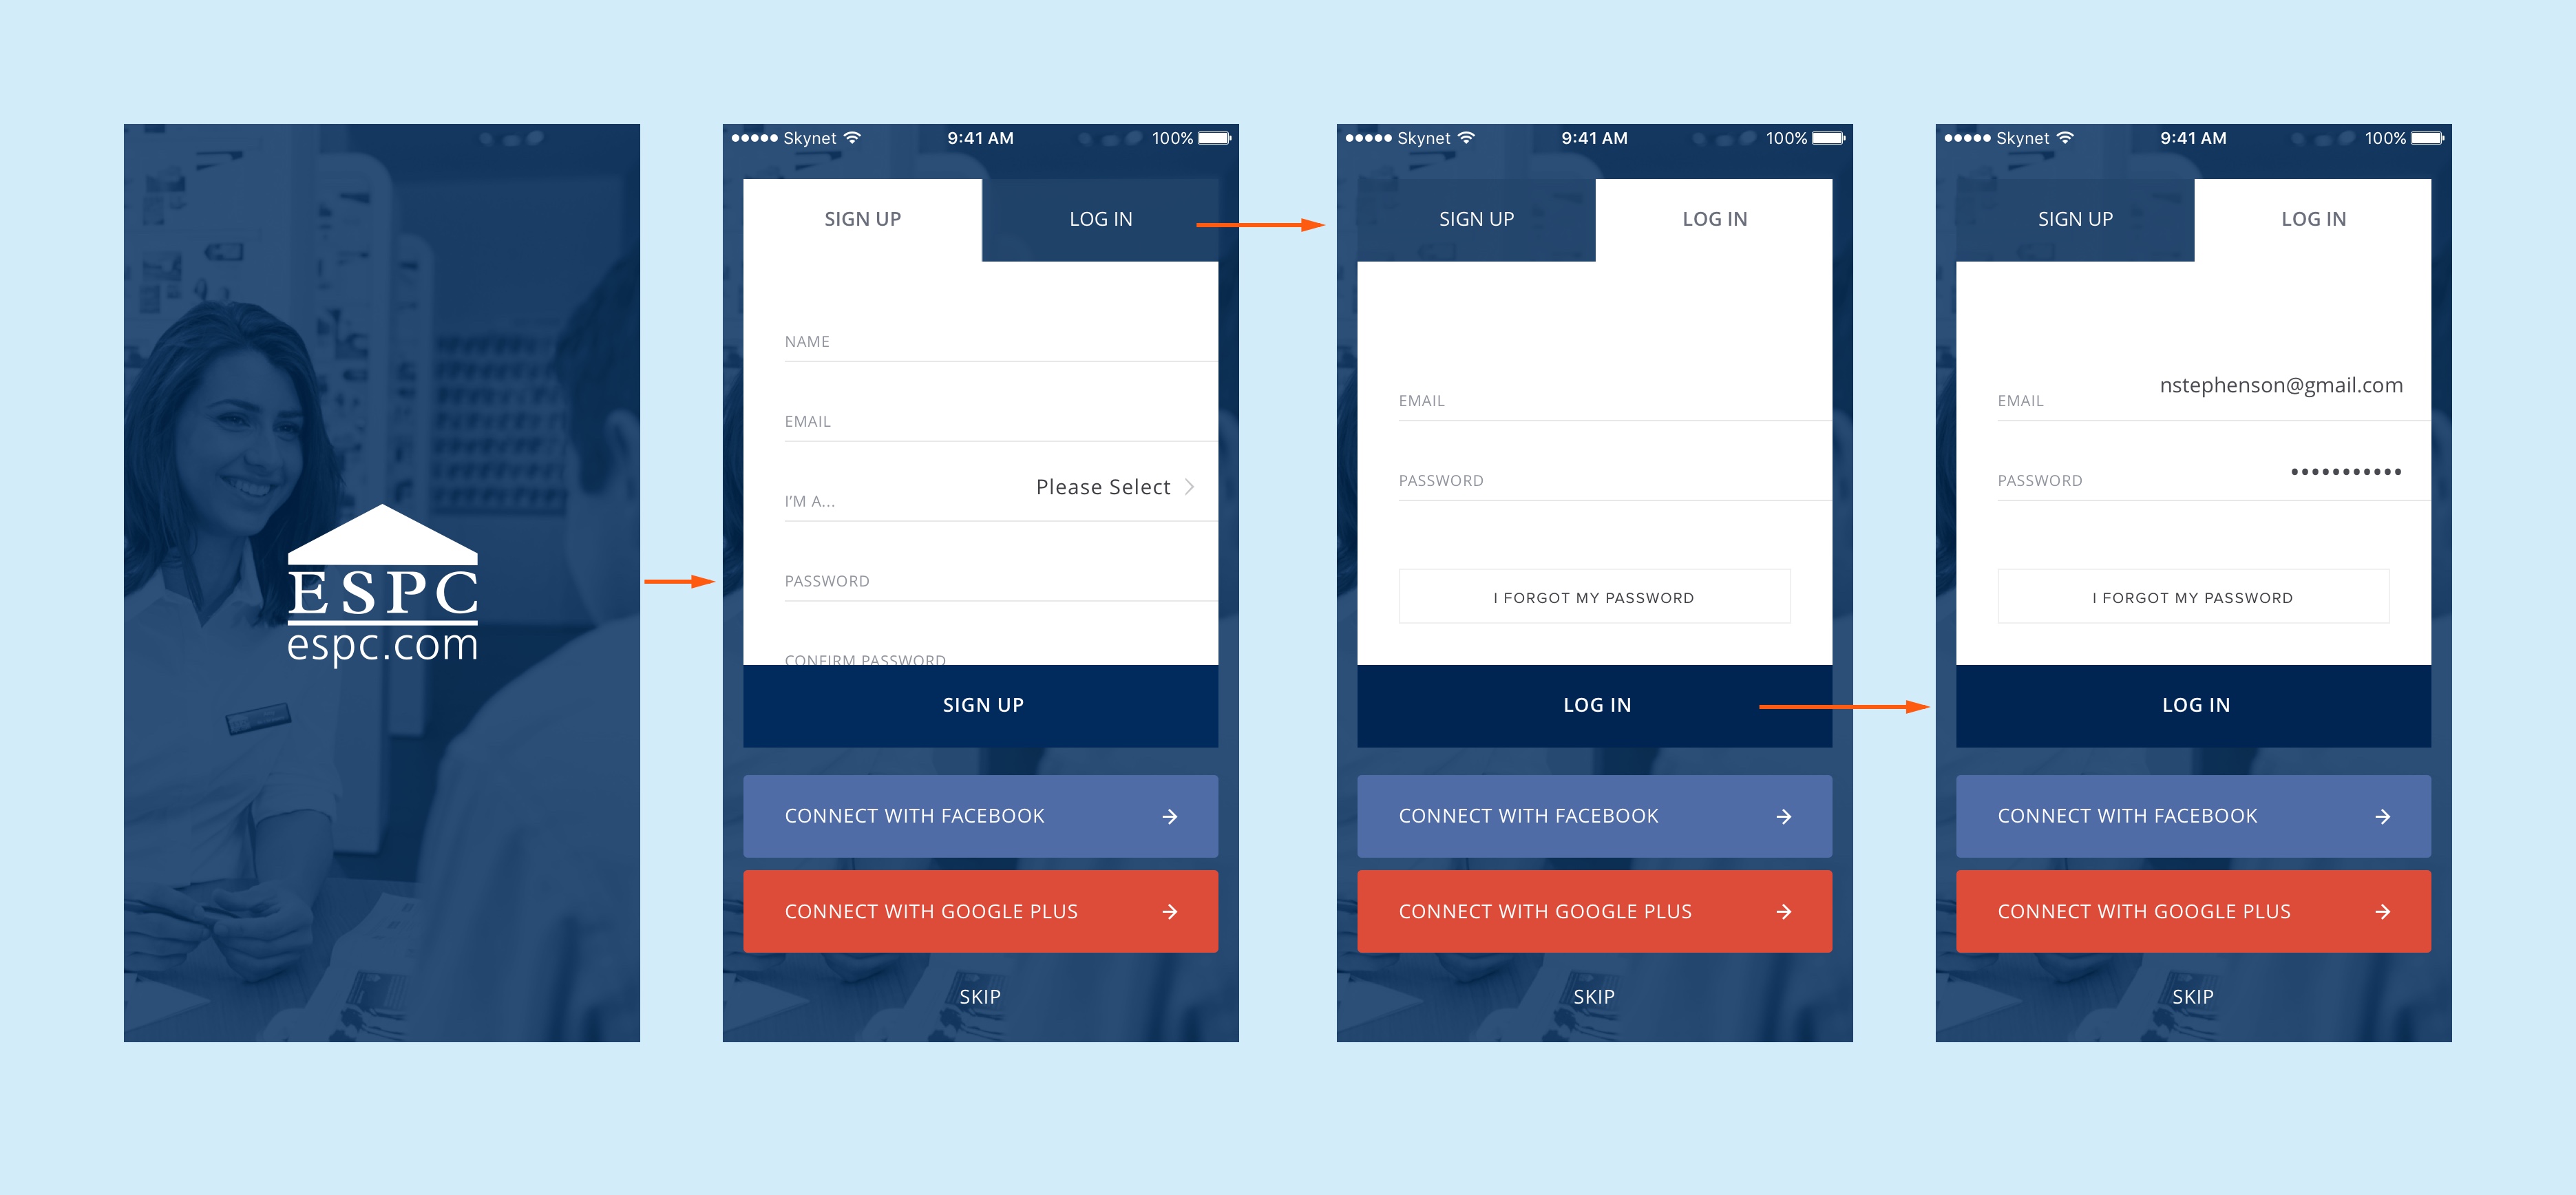 ESPC
espc.com
Skynet 9:41 AM 100%
SIGN UP LOG IN
NAME
EMAIL
I'M A... Please Select
PASSWORD
CONFIRM PASSWORD
SIGN UP
CONNECT WITH FACEBOOK
CONNECT WITH GOOGLE PLUS
SKIP
Skynet 9:41 AM 100%
SIGN UP LOG IN
EMAIL
PASSWORD
I FORGOT MY PASSWORD
LOG IN
CONNECT WITH FACEBOOK
CONNECT WITH GOOGLE PLUS
SKIP
Skynet 9:41 AM 100%
SIGN UP LOG IN
EMAIL nstephenson@gmail.com
PASSWORD •••••••••••
I FORGOT MY PASSWORD
LOG IN
CONNECT WITH FACEBOOK
CONNECT WITH GOOGLE PLUS
SKIP